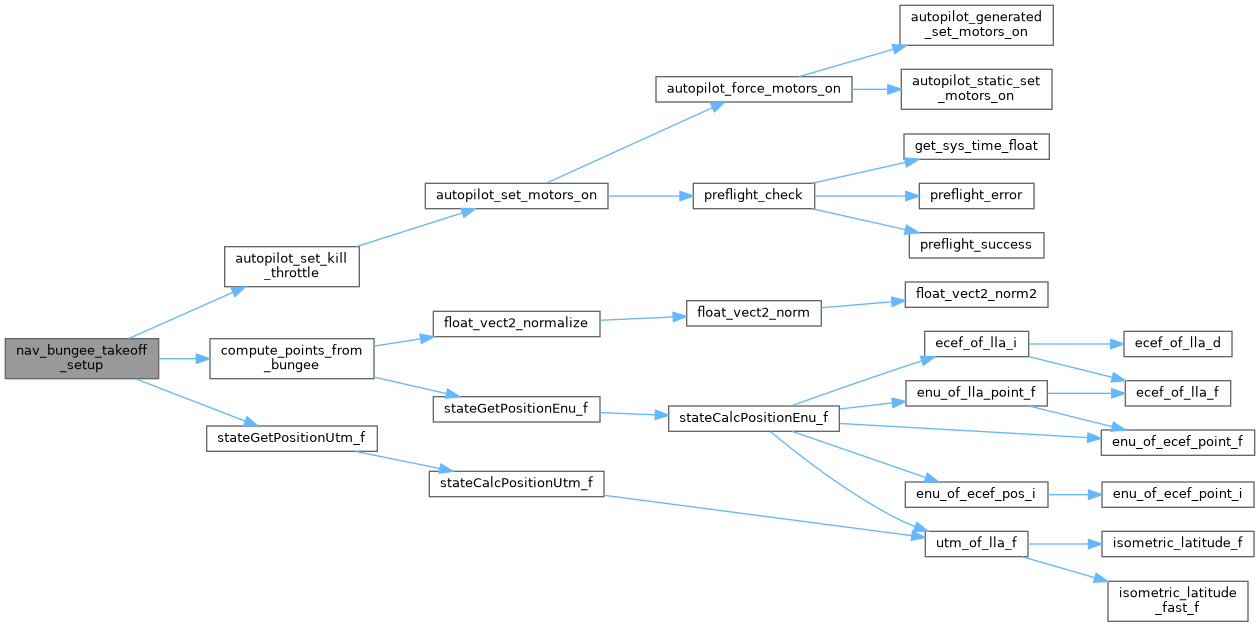 autopilot_generated
_set_motors_on
autopilot_force_motors_on
autopilot_static_set
_motors_on
get_sys_time_float
autopilot_set_motors_on
preflight_check
preflight_error
preflight_success
autopilot_set_kill
_throttle
float_vect2_norm2
float_vect2_norm
float_vect2_normalize
nav_bungee_takeoff
_setup
compute_points_from
_bungee
ecef_of_lla_i
ecef_of_lla_d
enu_of_lla_point_f
ecef_of_lla_f
stateGetPositionEnu_f
stateCalcPositionEnu_f
stateGetPositionUtm_f
enu_of_ecef_point_f
stateCalcPositionUtm_f
enu_of_ecef_pos_i
enu_of_ecef_point_i
utm_of_lla_f
isometric_latitude_f
isometric_latitude
_fast_f